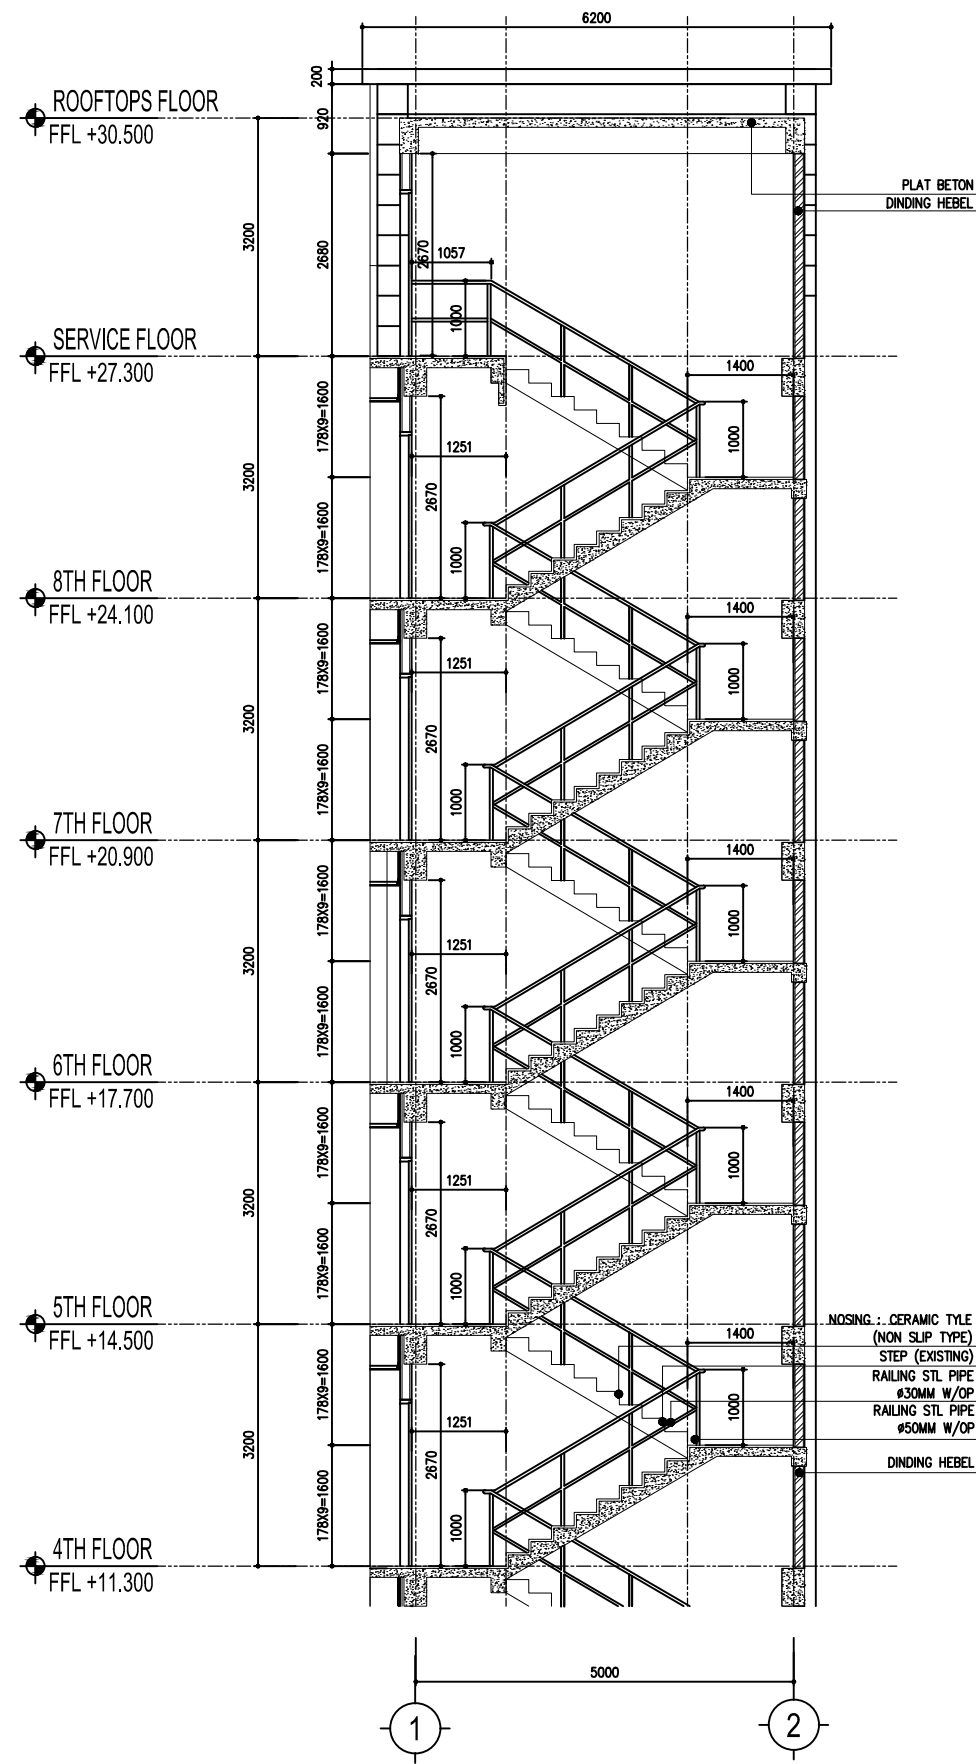 6200
200
ROOFTOPS FLOOR
FFL +30.500
920
PLAT BETON
DINDING HEBEL
3200
2680
2670
1057
1000
SERVICE FLOOR
FFL +27.300
1400
178X9=1600
1000
1251
3200
2670
178X9=1600
1000
8TH FLOOR
FFL +24.100
1400
178X9=1600
1000
1251
3200
2670
178X9=1600
1000
7TH FLOOR
FFL +20.900
1400
178X9=1600
1000
1251
3200
2670
178X9=1600
1000
6TH FLOOR
FFL +17.700
1400
178X9=1600
1000
1251
3200
2670
178X9=1600
1000
5TH FLOOR
FFL +14.500
NOSING : CERAMIC TYLE
(NON SLIP TYPE)
1400
STEP (EXISTING)
RAILING STL PIPE
ø30MM W/OP
RAILING STL PIPE
ø50MM W/OP
178X9=1600
1000
1251
3200
2670
DINDING HEBEL
178X9=1600
1000
4TH FLOOR
FFL +11.300
5000
1
2